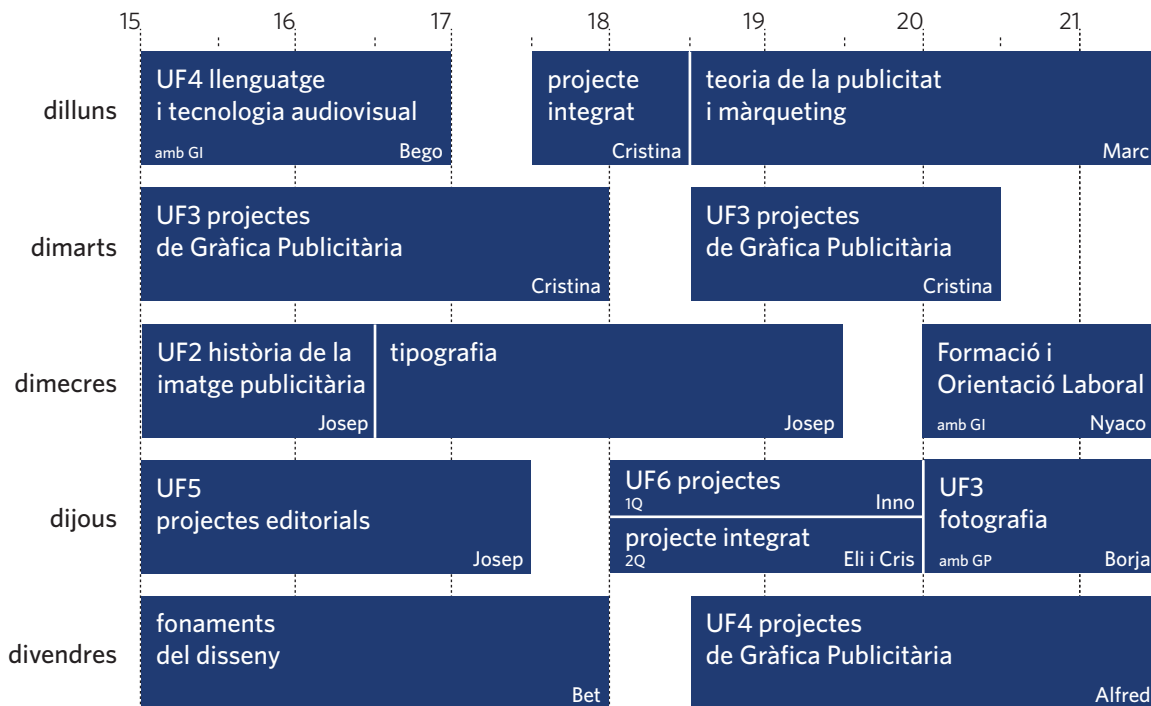 15 16 17 18 19 20 21
dilluns
UF4 llenguatge
i tecnologia audiovisual
amb GI Bego
projecte
integrat
Cristina
teoria de la publicitat
i màrqueting
Marc
dimarts
UF3 projectes
de Gràfica Publicitària
Cristina
UF3 projectes
de Gràfica Publicitària
Cristina
dimecres
UF2 història de la
imatge publicitària
Josep
tipografia
Josep
Formació i
Orientació Laboral
amb GI Nyaco
dijous
UF5
projectes editorials
Josep
UF6 projectes
1Q Inno
projecte integrat
2Q Eli i Cris
UF3
fotografia
amb GP Borja
divendres
fonaments
del disseny
Bet
UF4 projectes
de Gràfica Publicitària
Alfred